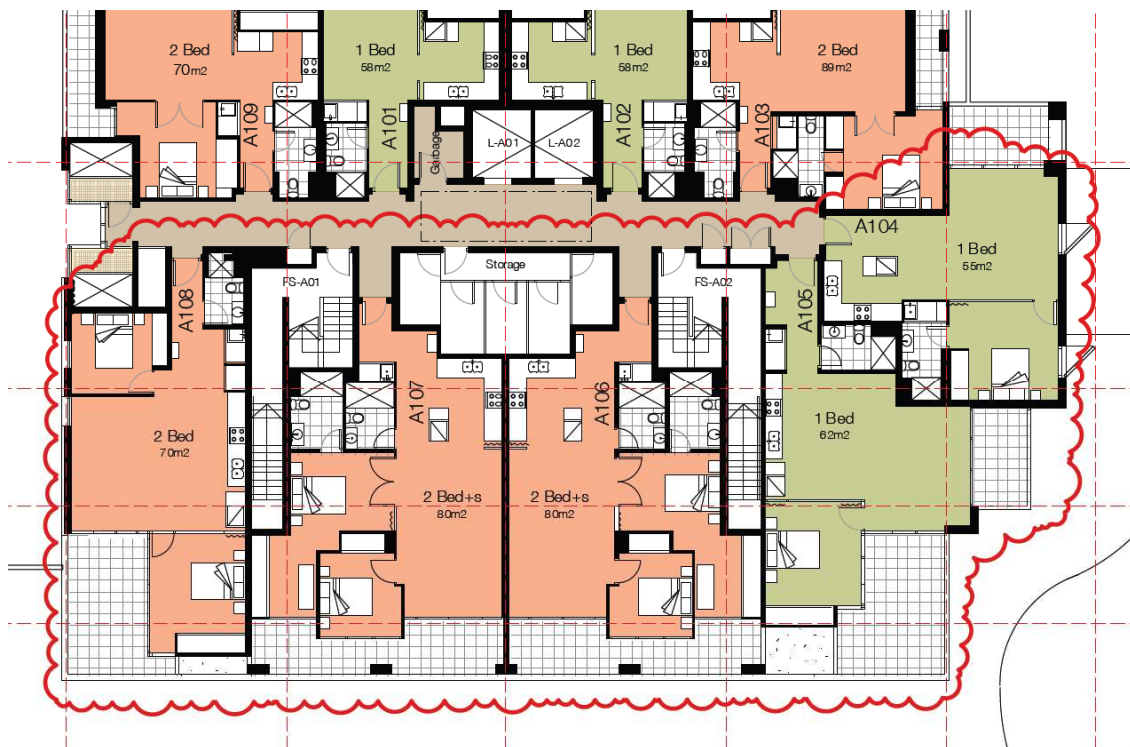 2 Bed
70m2
1 Bed
58m2
1 Bed
58m2
2 Bed
89m2
A109
A101
Garbage
L-A01
L-A02
A102
A103
A104
1 Bed
55m2
Storage
FS-A01
FS-A02
A108
A105
A107
A106
2 Bed
70m2
1 Bed
62m2
2 Bed+s
80m2
2 Bed+s
80m2